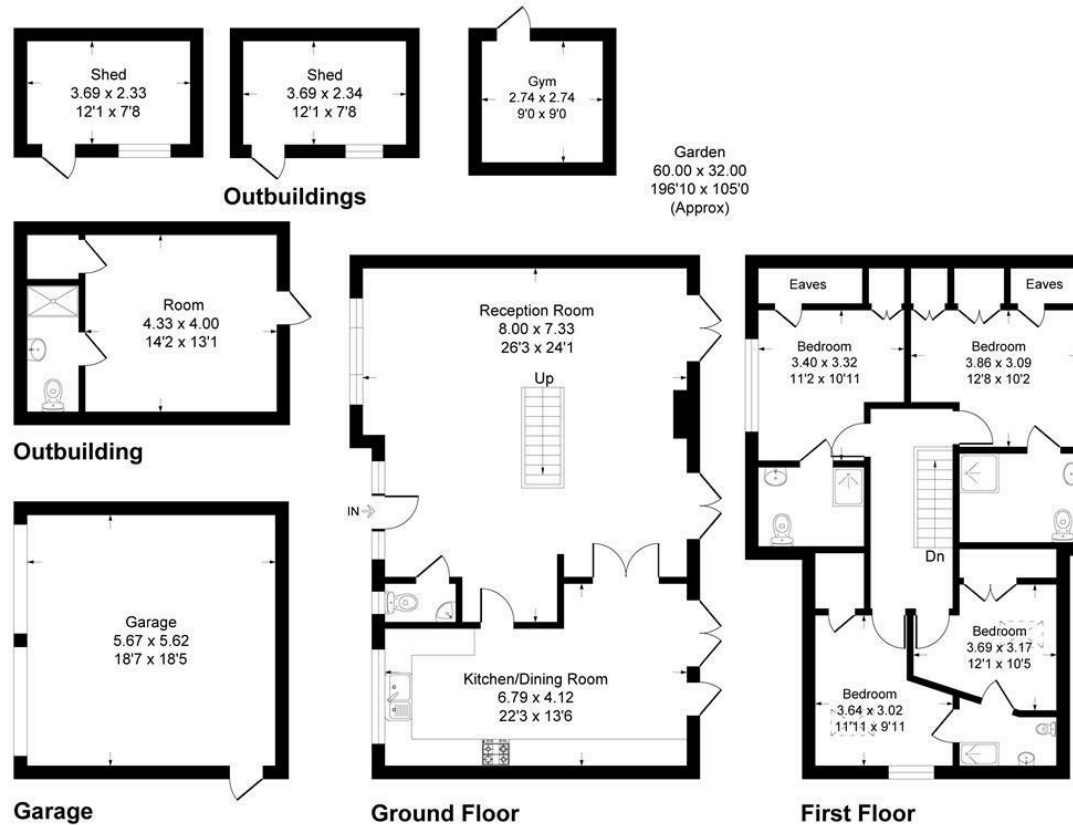 Shed
3.69 x 2.33
12'1 x 7'8
Shed
3.69 x 2.34
12'1 x 7'8
Gym
2.74 x 2.74
9'0 x 9'0
Outbuildings
Garden
60.00 x 32.00
196'10 x 105'0
(Approx)
Room
4.33 x 4.00
14'2 x 13'1
Outbuilding
Garage
5.67 x 5.62
18'7 x 18'5
Garage
Reception Room
8.00 x 7.33
26'3 x 24'1
Up
IN
Kitchen/Dining Room
6.79 x 4.12
22'3 x 13'6
Ground Floor
Eaves
Eaves
Bedroom
3.40 x 3.32
11'2 x 10'11
Bedroom
3.86 x 3.09
12'8 x 10'2
Dn
Bedroom
3.69 x 3.17
12'1 x 10'5
Bedroom
3.64 x 3.02
11'11 x 9'11
First Floor